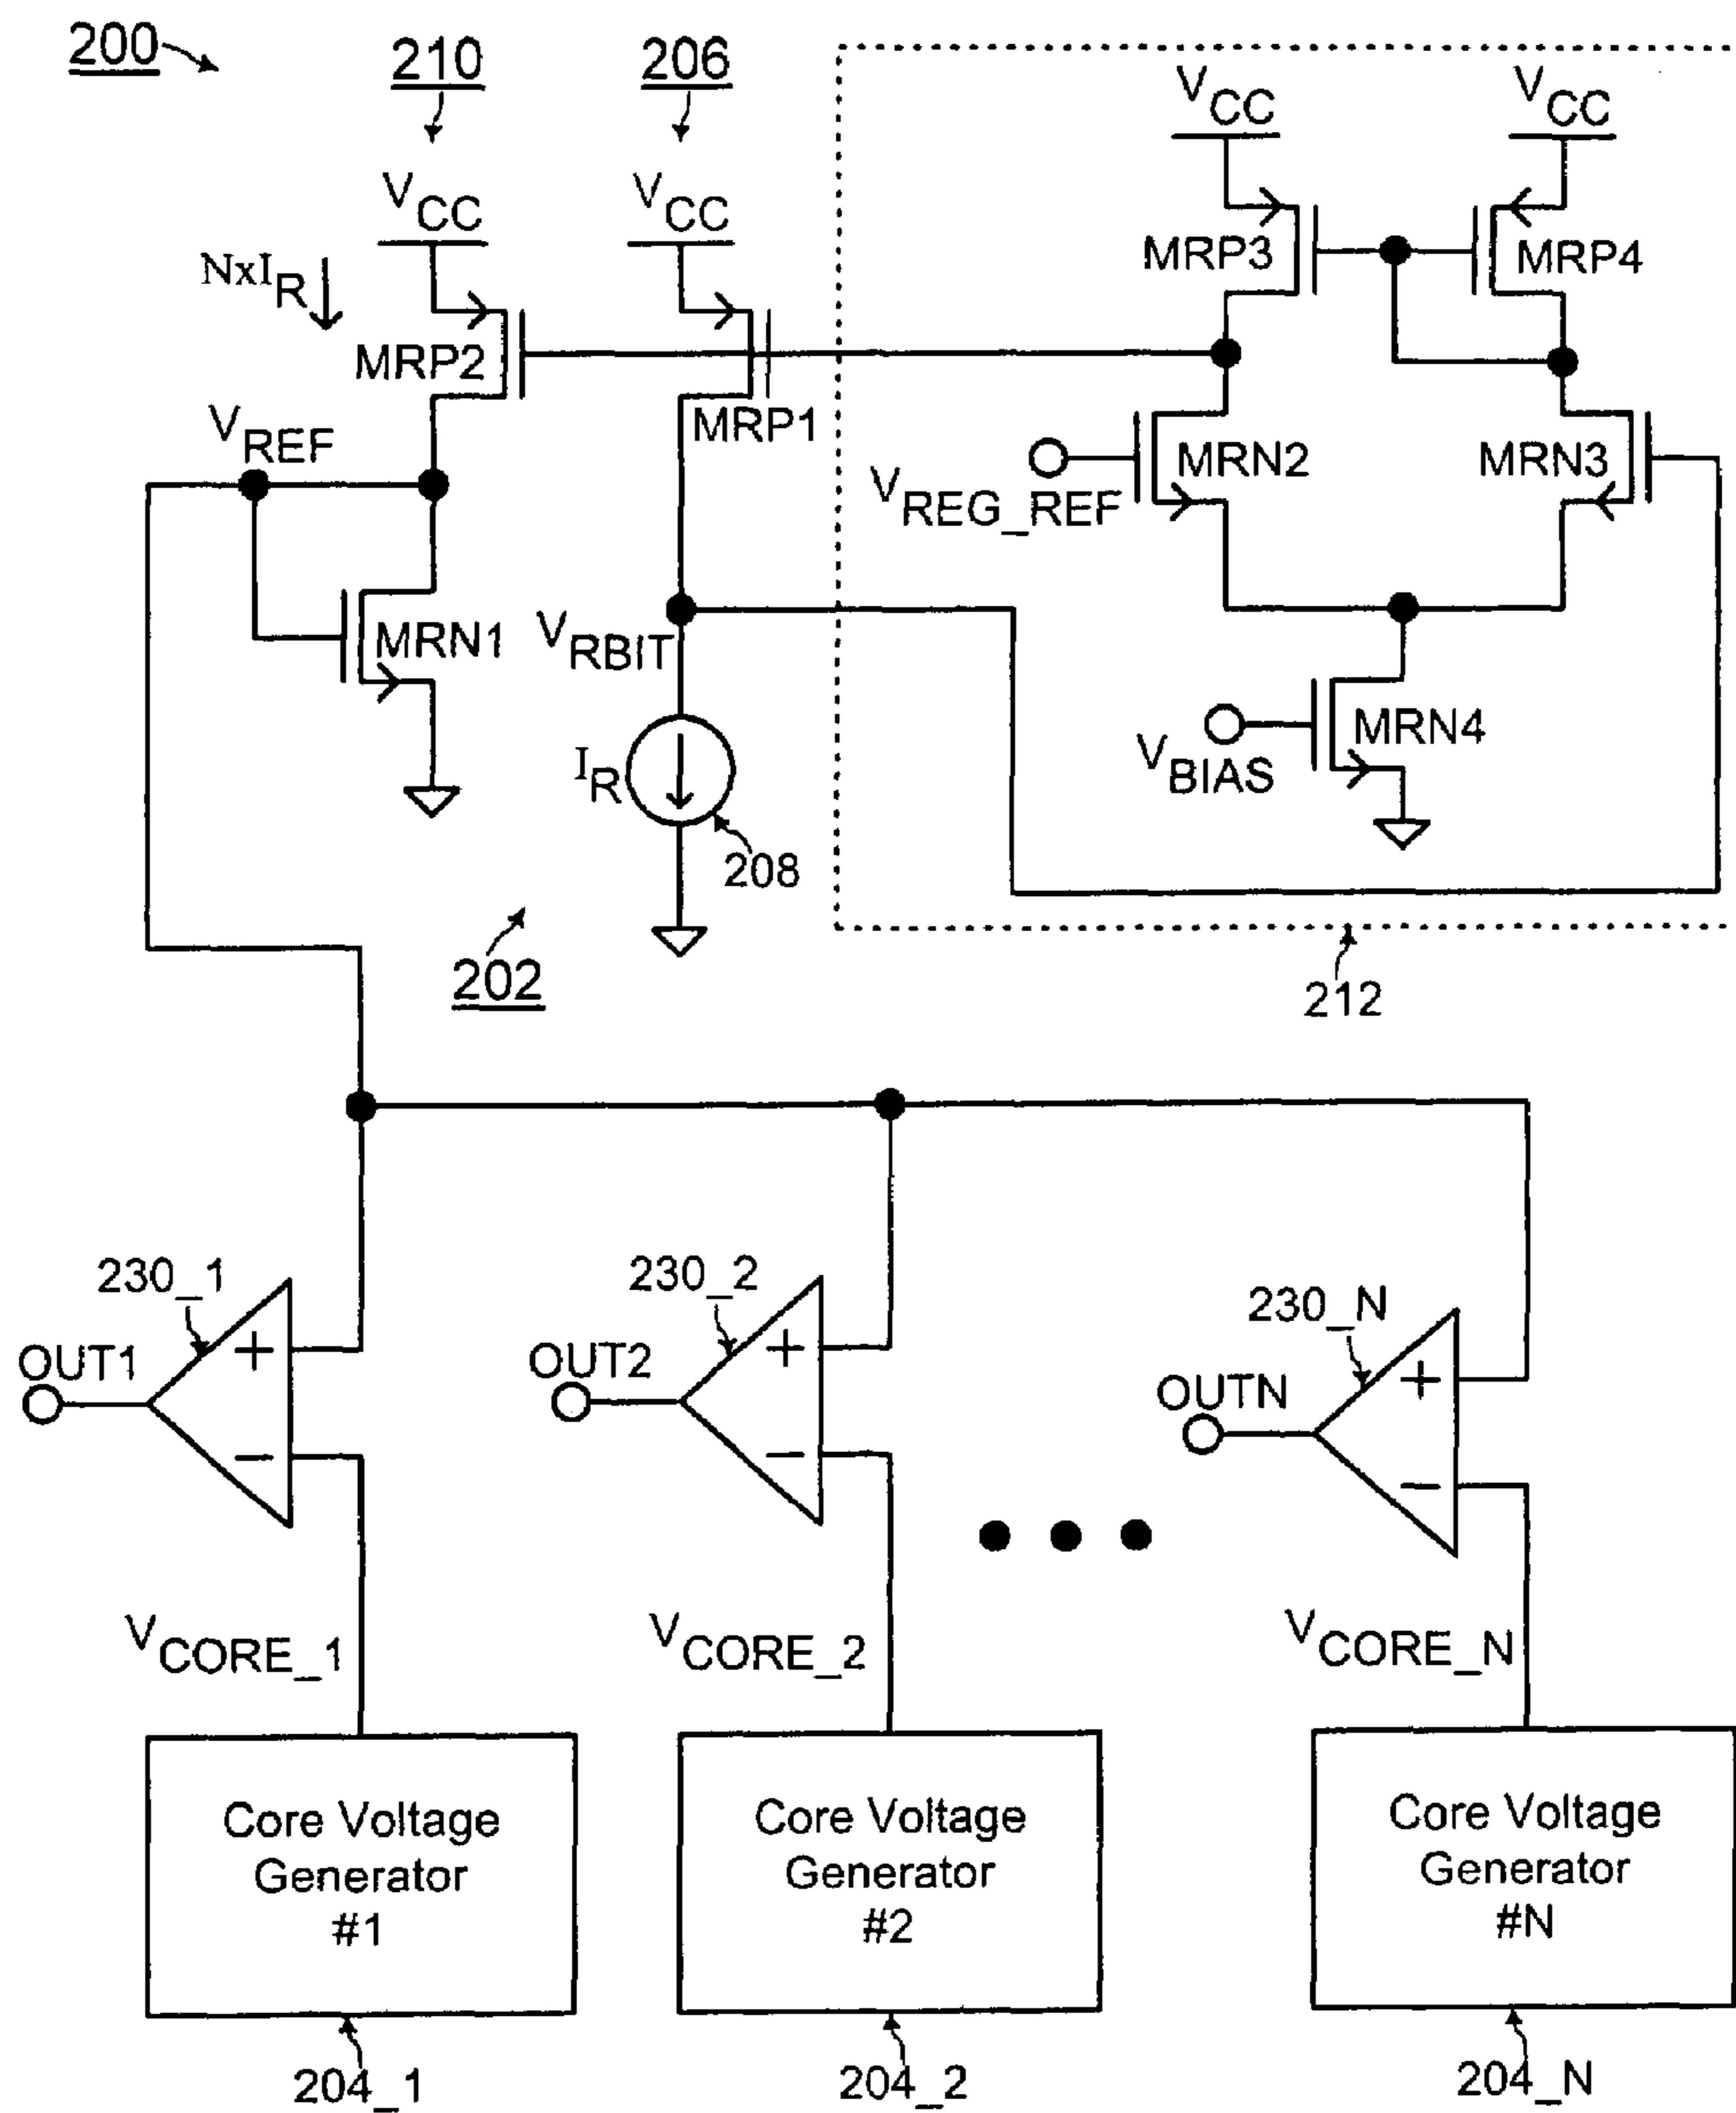 200
210
206
VCC
VCC
VCC
VCC
NxIR
MRP2
MRP1
MRP3
MRP4
VREF
MRN2
MRN3
VREG_REF
MRN1
VRBIT
MRN4
VBIAS
IR
208
202
212
230_1
230_2
230_N
OUT1
+
OUT2
+
OUTN
+
−
−
−
VCORE_1
VCORE_2
VCORE_N
Core Voltage
Generator
#1
Core Voltage
Generator
#2
Core Voltage
Generator
#N
204_1
204_2
204_N